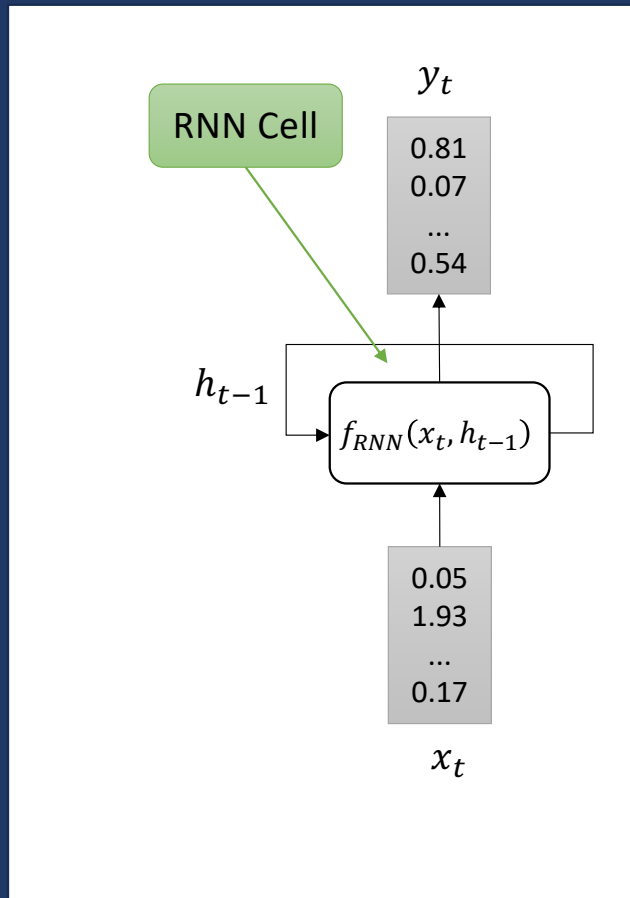 y_t
RNN Cell
0.81
0.07
...
0.54
h_{t-1}
f_{RNN}(x_t, h_{t-1})
0.05
1.93
...
0.17
x_t